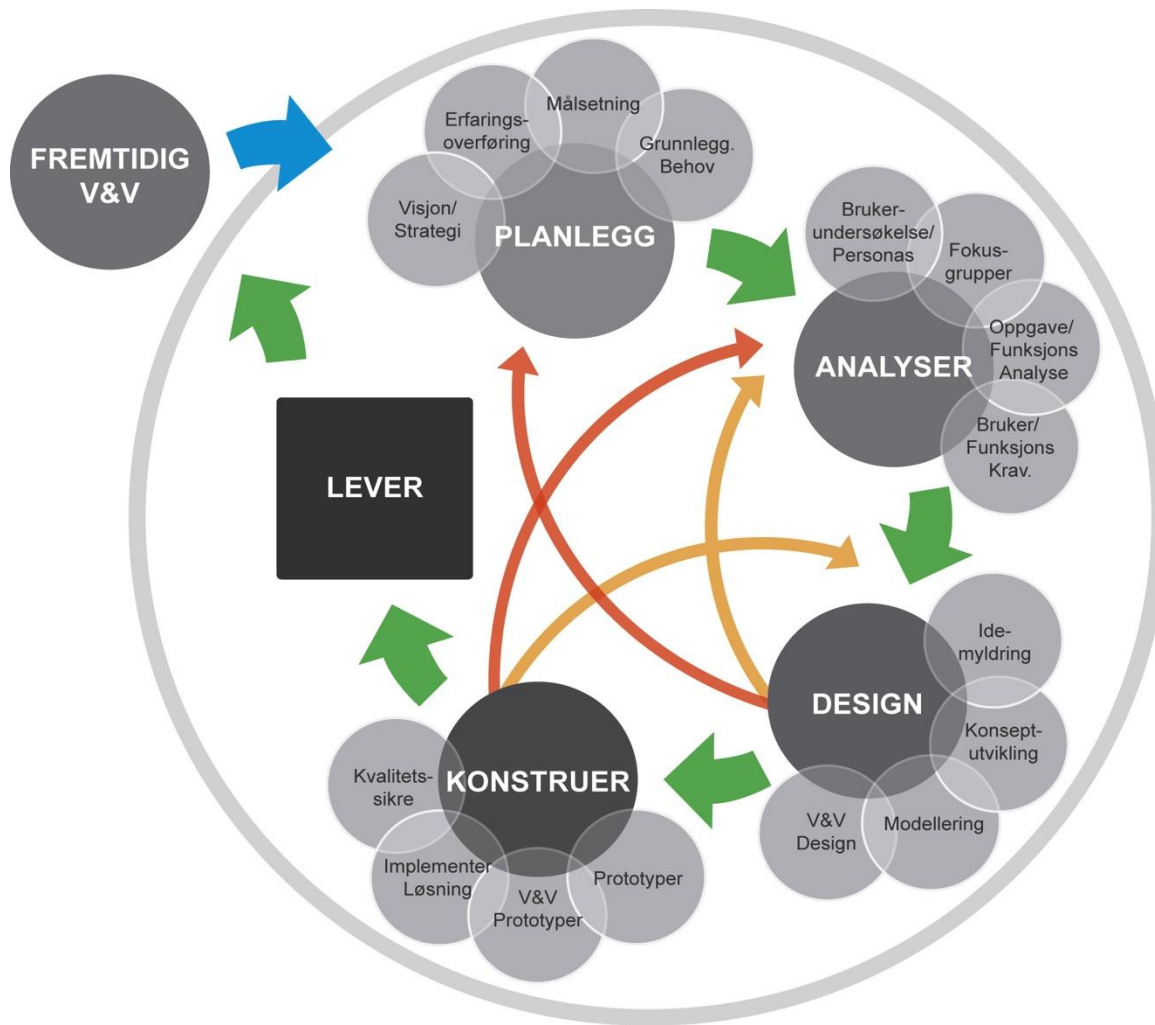 FREMTIDIG
V&V
Målsetning
Erfarings-
overføring
Grunnlegg.
Behov
Visjon/
Strategi
PLANLEGG
Bruker-
undersøkelse/
Personas
Fokus-
grupper
Oppgave/
Funksjons
Analyse
ANALYSER
Bruker/
Funksjons
Krav.
LEVER
Ide-
myldring
DESIGN
Konsept-
utvikling
Modellering
V&V
Design
KONSTRUER
Kvalitets-
sikre
Implementer
Løsning
V&V
Prototyper
Prototyper